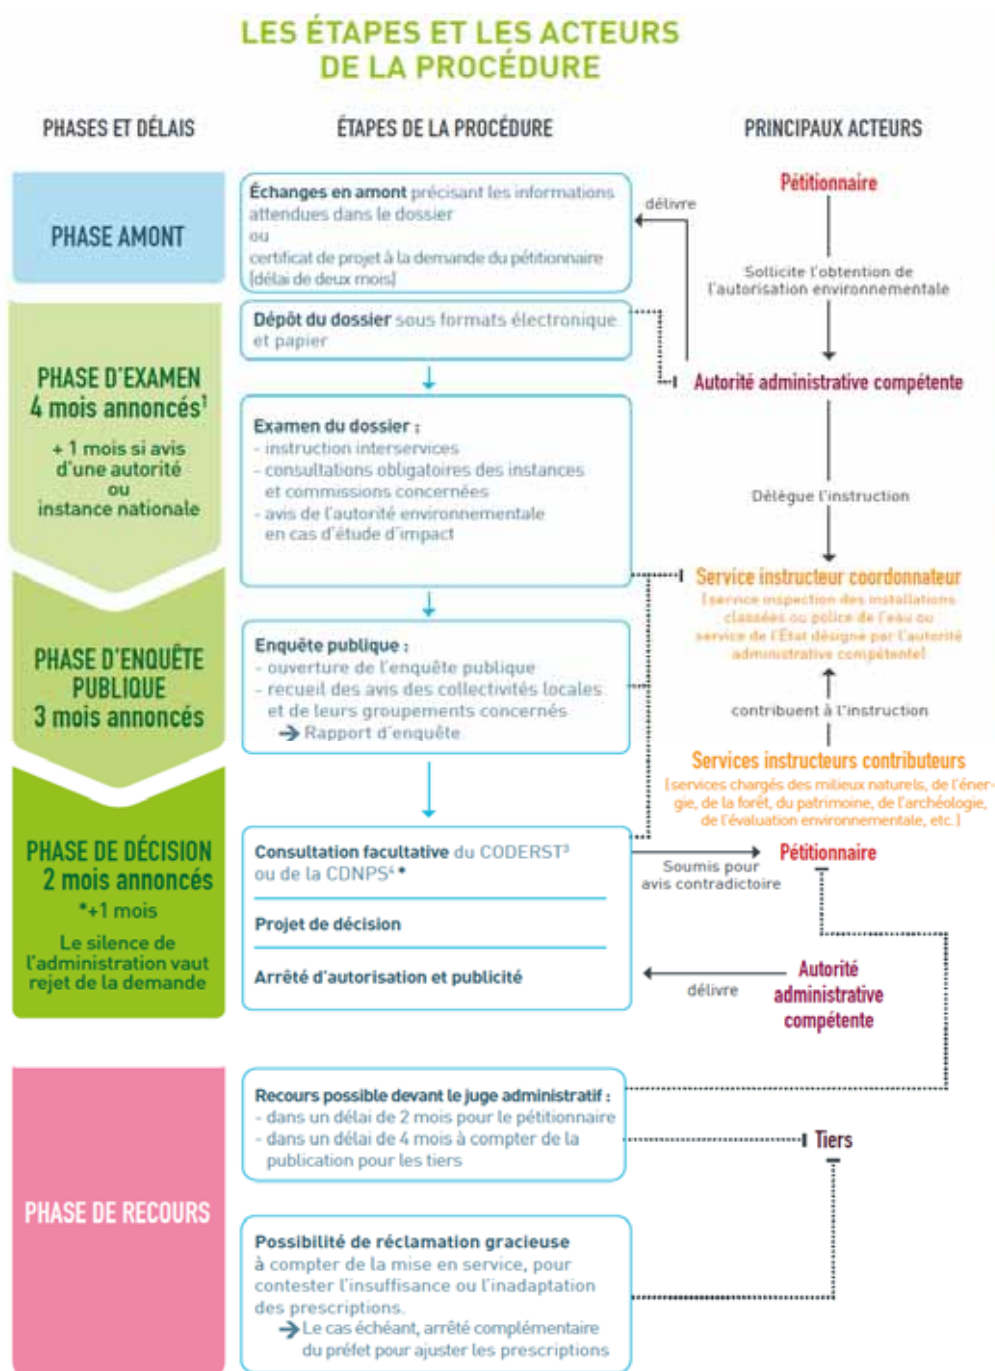 LES ÉTAPES ET LES ACTEURS
DE LA PROCÉDURE
PHASES ET DÉLAIS
ÉTAPES DE LA PROCÉDURE
PRINCIPAUX ACTEURS
PHASE AMONT
Échanges en amont précisant les informations
attendues dans le dossier
ou
certificat de projet à la demande du pétitionnaire
(délai de deux mois)
délivre
Pétitionnaire
Sollicite l'obtention de
l'autorisation environnementale
PHASE D'EXAMEN
4 mois annoncés¹
+ 1 mois si avis
d'une autorité
ou
instance nationale
Dépôt du dossier sous formats électronique
et papier
Autorité administrative compétente
Examen du dossier :
- instruction interservices
- consultations obligatoires des instances
et commissions concernées
- avis de l'autorité environnementale
en cas d'étude d'impact
Délègue l'instruction
Service instructeur coordonnateur
(service inspection des installations
classées ou police de l'eau ou
service de l'État désigné par l'autorité
administrative compétente)
PHASE D'ENQUÊTE
PUBLIQUE
3 mois annoncés
Enquête publique :
- ouverture de l'enquête publique
- recueil des avis des collectivités locales
et de leurs groupements concernés
➔ Rapport d'enquête
contribuent à l'instruction
Services instructeurs contributeurs
(services chargés des milieux naturels, de l'éner-
gie, de la forêt, du patrimoine, de l'archéologie,
de l'évaluation environnementale, etc.)
PHASE DE DÉCISION
2 mois annoncés
*+1 mois
Le silence de
l'administration vaut
rejet de la demande
Consultation facultative du CODERST³
ou de la CDNPS⁴ *
Projet de décision
Arrêté d'autorisation et publicité
Soumis pour
avis contradictoire
Pétitionnaire
délivre
Autorité
administrative
compétente
PHASE DE RECOURS
Recours possible devant le juge administratif :
- dans un délai de 2 mois pour le pétitionnaire
- dans un délai de 4 mois à compter de la
publication pour les tiers
Tiers
Possibilité de réclamation gracieuse
à compter de la mise en service, pour
contester l'insuffisance ou l'inadaptation
des prescriptions.
➔ Le cas échéant, arrêté complémentaire
du préfet pour ajuster les prescriptions